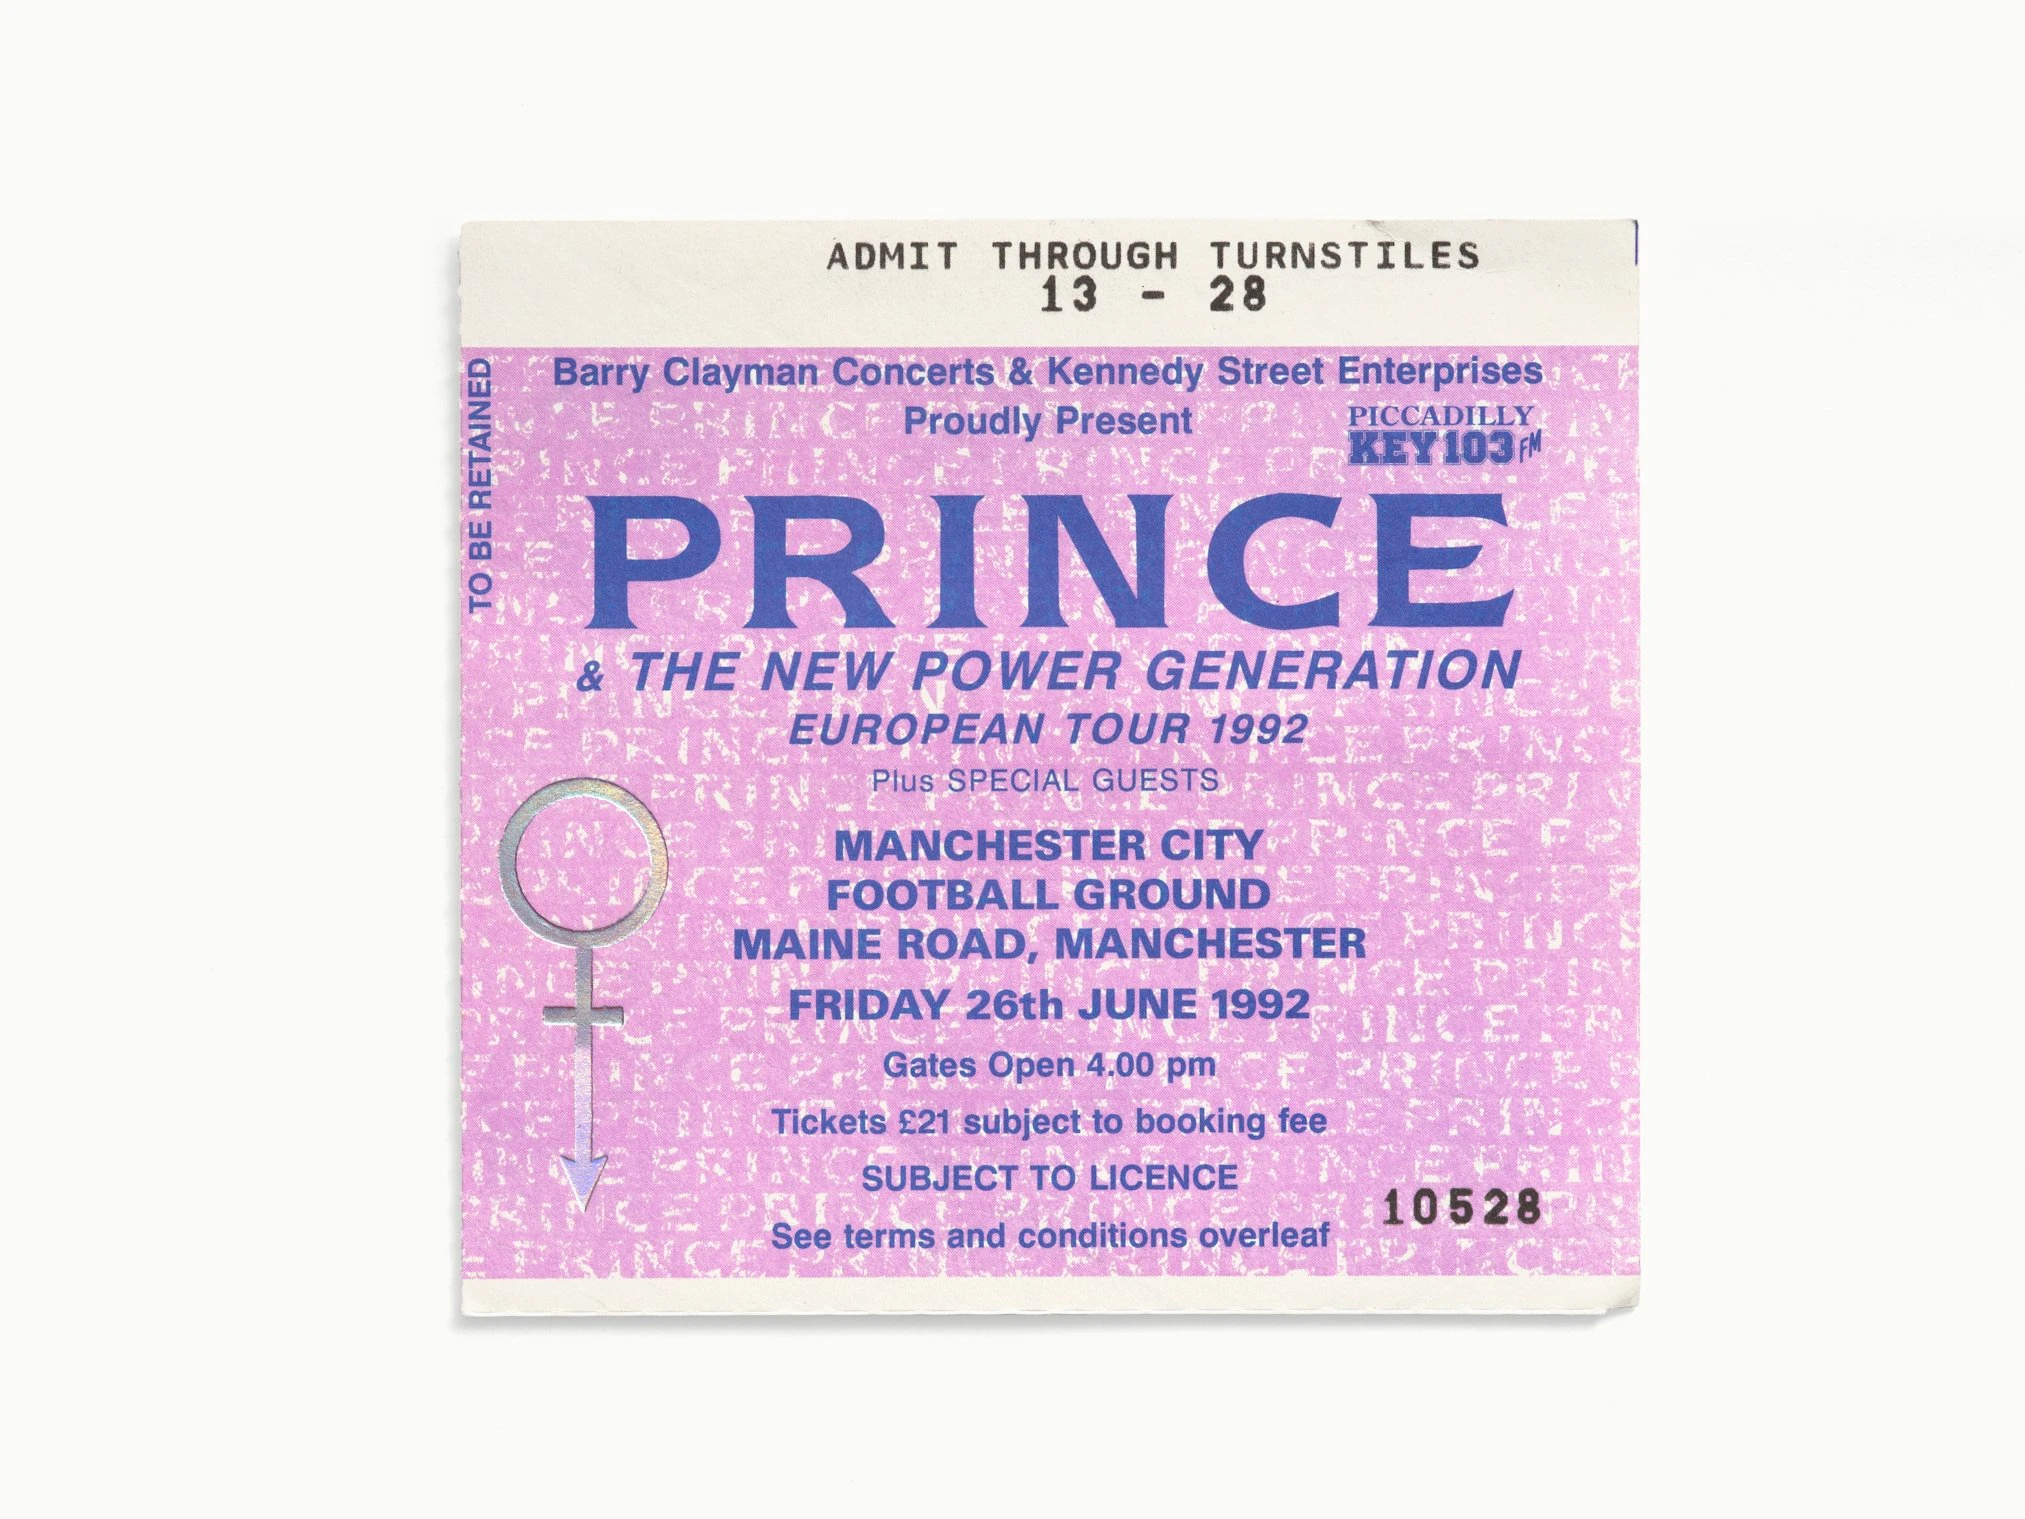 ADMIT THROUGH TURNSTILES
13 - 28
TO BE RETAINED
Barry Clayman Concerts & Kennedy Street Enterprises
Proudly Present
PICCADILLY
KEY 103 FM
PRINCE
& THE NEW POWER GENERATION
EUROPEAN TOUR 1992
Plus SPECIAL GUESTS
MANCHESTER CITY
FOOTBALL GROUND
MAINE ROAD, MANCHESTER
FRIDAY 26th JUNE 1992
Gates Open 4.00 pm
Tickets £21 subject to booking fee
SUBJECT TO LICENCE
10528
See terms and conditions overleaf